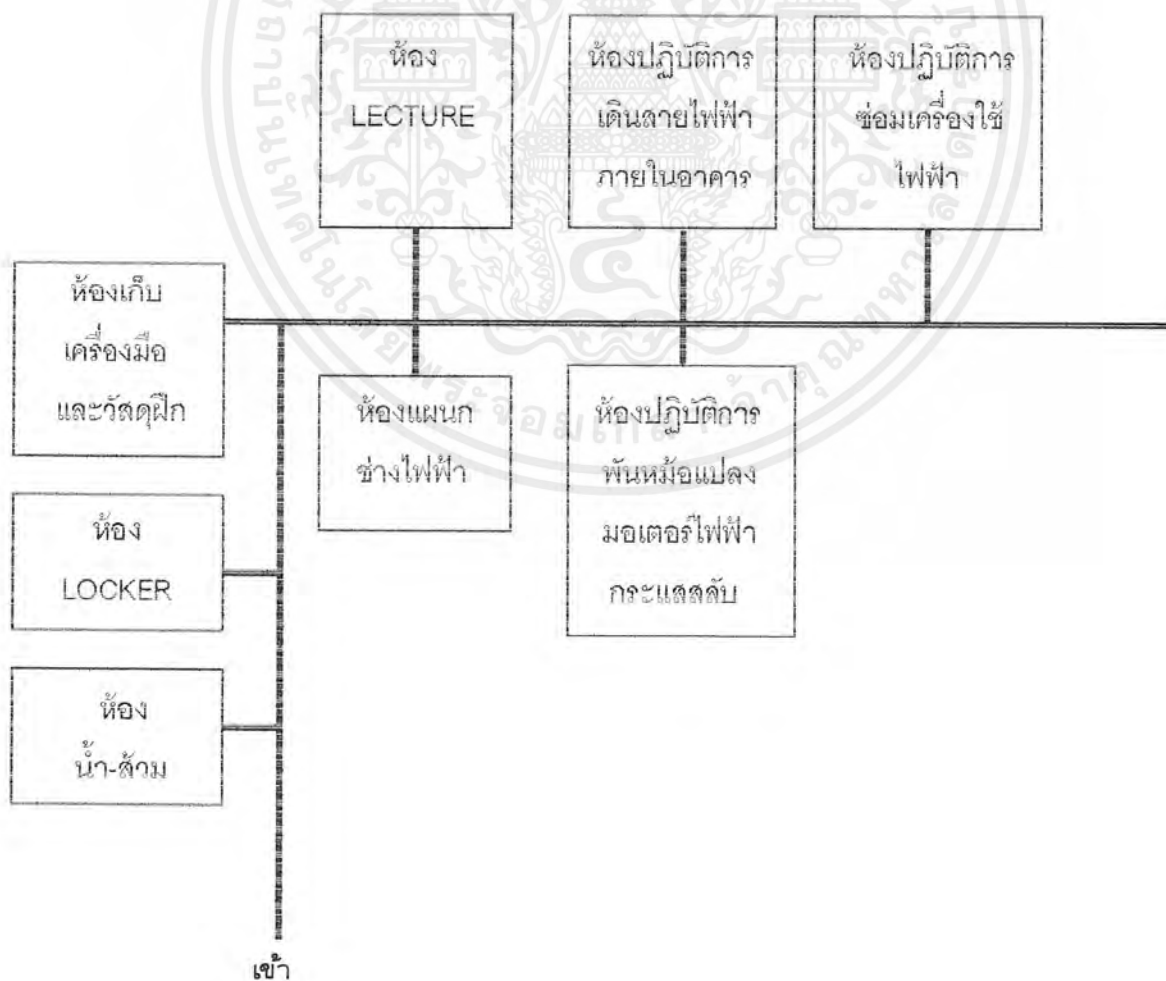 ห้อง
LECTURE
ห้องปฏิบัติการ
เดินสายไฟฟ้า
ภายในอาคาร
ห้องปฏิบัติการ
ซ่อมเครื่องใช้
ไฟฟ้า
ห้องเก็บ
เครื่องมือ
และวัสดุฝึก
ห้องแผนก
ช่างไฟฟ้า
ห้องปฏิบัติการ
พันหม้อแปลง
มอเตอร์ไฟฟ้า
กระแสสลับ
ห้อง
LOCKER
ห้อง
น้ำ-ส้วม
เข้า